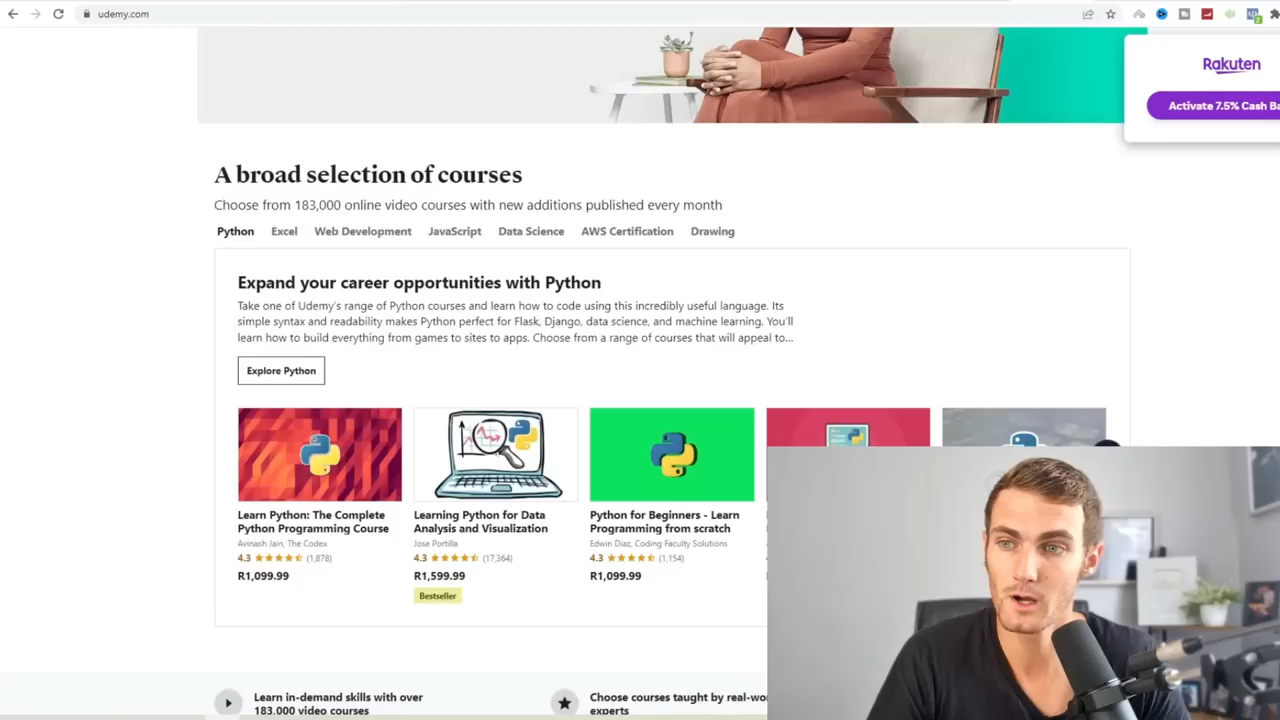 udemy.com
Rakuten
Activate 7.5% Cash Ba
A broad selection of courses
Choose from 183,000 online video courses with new additions published every month
Python Excel Web Development JavaScript Data Science AWS Certification Drawing
Expand your career opportunities with Python
Take one of Udemy's range of Python courses and learn how to code using this incredibly useful language. Its
simple syntax and readability makes Python perfect for Flask, Django, data science, and machine learning. You'll
learn how to build everything from games to sites to apps. Choose from a range of courses that will appeal to...
Explore Python
Learn Python: The Complete
Python Programming Course
Avinash Jain, The Codex
4.3 (1,878)
R1,099.99
Learning Python for Data
Analysis and Visualization
Jose Portilla
4.3 (17,364)
R1,599.99
Bestseller
Python for Beginners - Learn
Programming from scratch
Edwin Diaz, Coding Faculty Solutions
4.3 (1,154)
R1,099.99
Learn in-demand skills with over
183,000 video courses
Choose courses taught by real-wo
experts